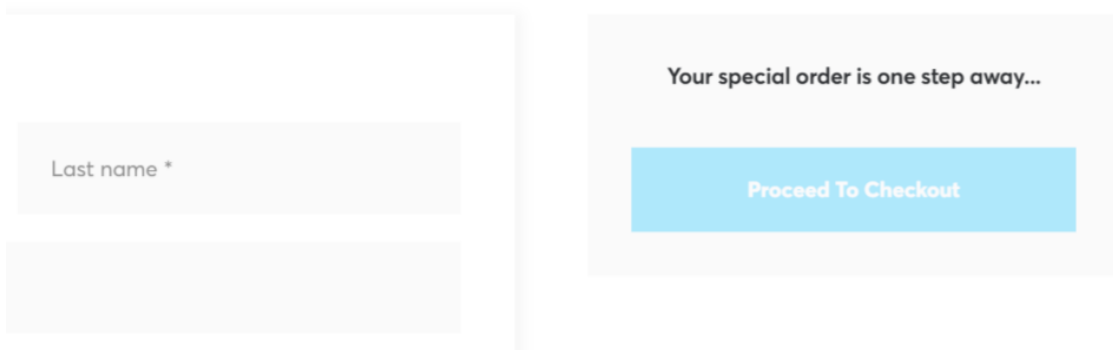 Your special order is one step away...
Last name *
Proceed To Checkout